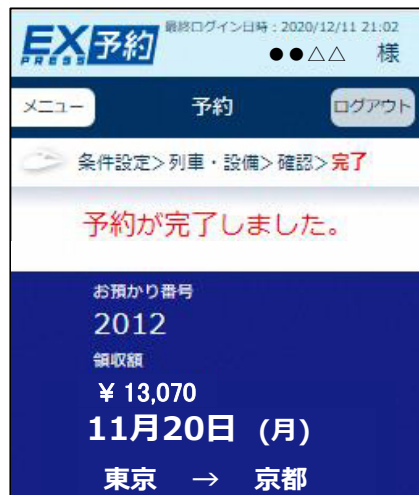 最終ログイン日時：2020/12/11 21:02
EX予約
PRESS
●●△△ 様
メニュー 予約 ログアウト
条件設定>列車・設備>確認>完了
予約が完了しました。
お預かり番号
2012
領収額
￥13,070
11月20日 (月)
東京 → 京都